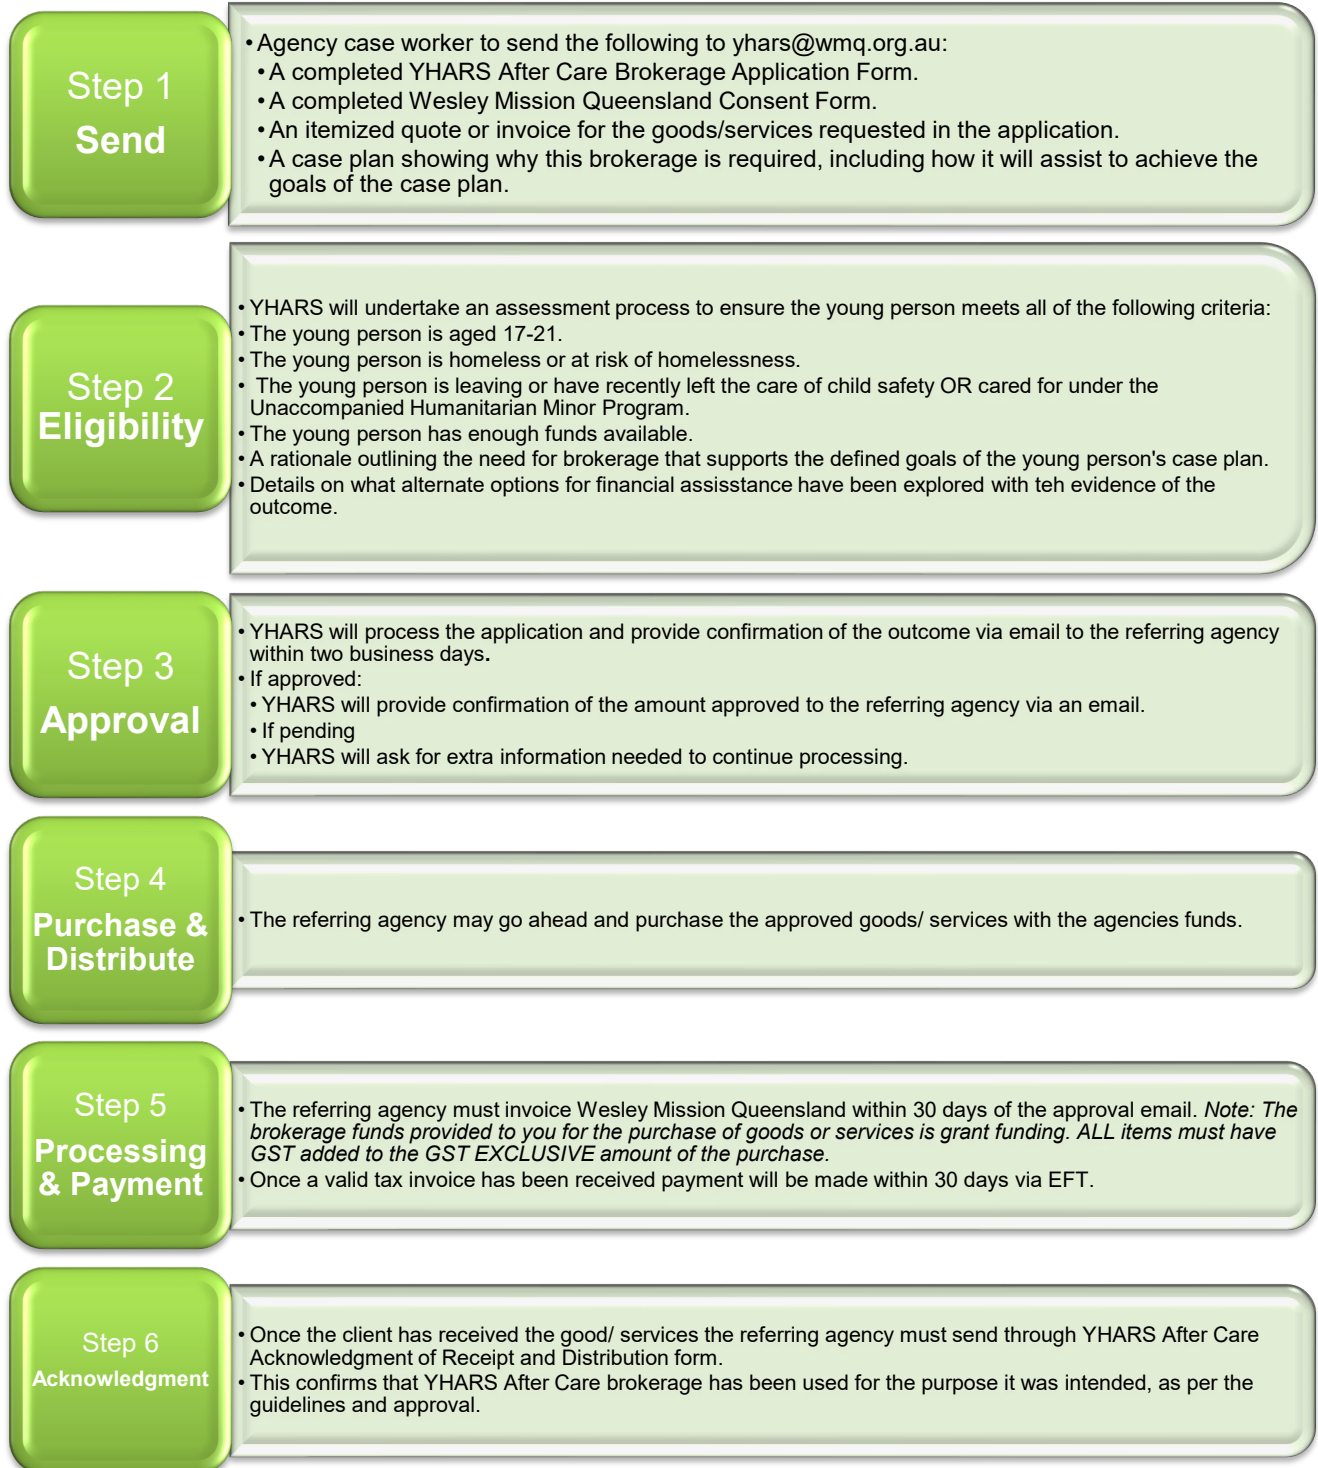 Step 1
Send
•Agency case worker to send the following to yhars@wmq.org.au:
•A completed YHARS After Care Brokerage Application Form.
•A completed Wesley Mission Queensland Consent Form.
•An itemized quote or invoice for the goods/services requested in the application.
•A case plan showing why this brokerage is required, including how it will assist to achieve the
goals of the case plan.
Step 2
Eligibility
• YHARS will undertake an assessment process to ensure the young person meets all of the following criteria:
• The young person is aged 17-21.
• The young person is homeless or at risk of homelessness.
• The young person is leaving or have recently left the care of child safety OR cared for under the
Unaccompanied Humanitarian Minor Program.
• The young person has enough funds available.
• A rationale outlining the need for brokerage that supports the defined goals of the young person's case plan.
• Details on what alternate options for financial assisstance have been explored with teh evidence of the
outcome.
Step 3
Approval
• YHARS will process the application and provide confirmation of the outcome via email to the referring agency
within two business days.
• If approved:
• YHARS will provide confirmation of the amount approved to the referring agency via an email.
• If pending
• YHARS will ask for extra information needed to continue processing.
Step 4
Purchase &
Distribute
• The referring agency may go ahead and purchase the approved goods/ services with the agencies funds.
Step 5
Processing
& Payment
• The referring agency must invoice Wesley Mission Queensland within 30 days of the approval email. Note: The
brokerage funds provided to you for the purchase of goods or services is grant funding. ALL items must have
GST added to the GST EXCLUSIVE amount of the purchase.
• Once a valid tax invoice has been received payment will be made within 30 days via EFT.
Step 6
Acknowledgment
• Once the client has received the good/ services the referring agency must send through YHARS After Care
Acknowledgment of Receipt and Distribution form.
• This confirms that YHARS After Care brokerage has been used for the purpose it was intended, as per the
guidelines and approval.